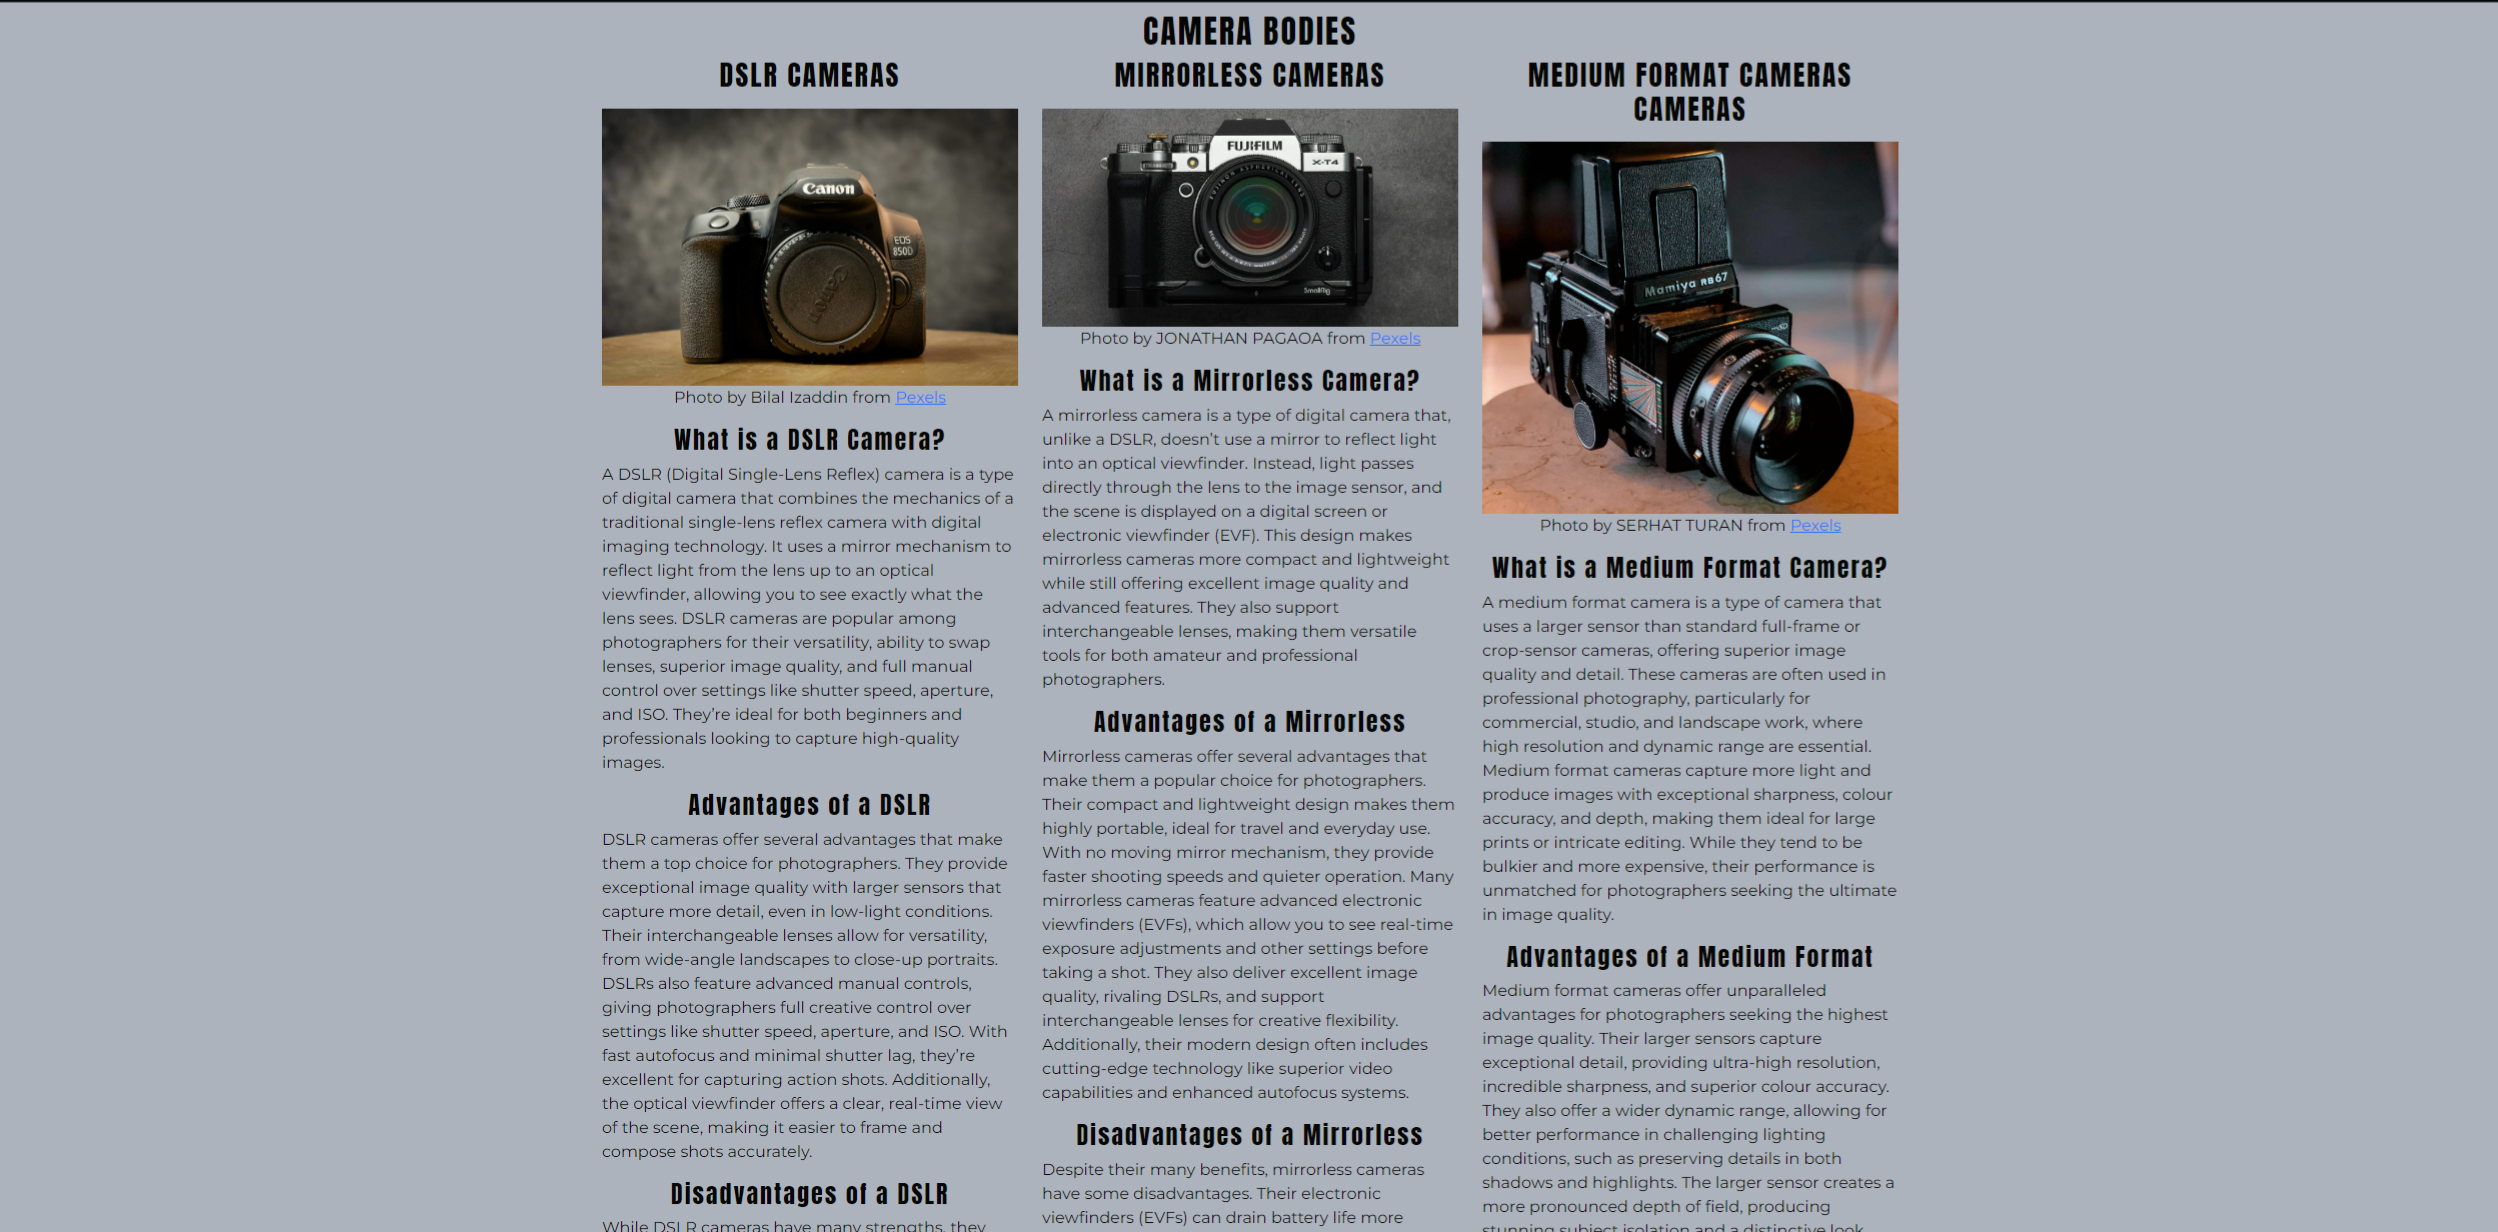 CAMERA BODIES
DSLR CAMERAS
Canon
EOS
850D
Canon
Photo by Bilal Izaddin from Pexels
What is a DSLR Camera?
A DSLR (Digital Single-Lens Reflex) camera is a type
of digital camera that combines the mechanics of a
traditional single-lens reflex camera with digital
imaging technology. It uses a mirror mechanism to
reflect light from the lens up to an optical
viewfinder, allowing you to see exactly what the
lens sees. DSLR cameras are popular among
photographers for their versatility, ability to swap
lenses, superior image quality, and full manual
control over settings like shutter speed, aperture,
and ISO. They’re ideal for both beginners and
professionals looking to capture high-quality
images.
Advantages of a DSLR
DSLR cameras offer several advantages that make
them a top choice for photographers. They provide
exceptional image quality with larger sensors that
capture more detail, even in low-light conditions.
Their interchangeable lenses allow for versatility,
from wide-angle landscapes to close-up portraits.
DSLRs also feature advanced manual controls,
giving photographers full creative control over
settings like shutter speed, aperture, and ISO. With
fast autofocus and minimal shutter lag, they’re
excellent for capturing action shots. Additionally,
the optical viewfinder offers a clear, real-time view
of the scene, making it easier to frame and
compose shots accurately.
Disadvantages of a DSLR
While DSLR cameras have many strengths, they
MIRRORLESS CAMERAS
FUJIFILM
X-T4
SmallRig
Photo by JONATHAN PAGAOA from Pexels
What is a Mirrorless Camera?
A mirrorless camera is a type of digital camera that,
unlike a DSLR, doesn’t use a mirror to reflect light
into an optical viewfinder. Instead, light passes
directly through the lens to the image sensor, and
the scene is displayed on a digital screen or
electronic viewfinder (EVF). This design makes
mirrorless cameras more compact and lightweight
while still offering excellent image quality and
advanced features. They also support
interchangeable lenses, making them versatile
tools for both amateur and professional
photographers.
Advantages of a Mirrorless
Mirrorless cameras offer several advantages that
make them a popular choice for photographers.
Their compact and lightweight design makes them
highly portable, ideal for travel and everyday use.
With no moving mirror mechanism, they provide
faster shooting speeds and quieter operation. Many
mirrorless cameras feature advanced electronic
viewfinders (EVFs), which allow you to see real-time
exposure adjustments and other settings before
taking a shot. They also deliver excellent image
quality, rivaling DSLRs, and support
interchangeable lenses for creative flexibility.
Additionally, their modern design often includes
cutting-edge technology like superior video
capabilities and enhanced autofocus systems.
Disadvantages of a Mirrorless
Despite their many benefits, mirrorless cameras
have some disadvantages. Their electronic
viewfinders (EVFs) can drain battery life more
MEDIUM FORMAT CAMERAS
CAMERAS
Mamiya RB67
Photo by SERHAT TURAN from Pexels
What is a Medium Format Camera?
A medium format camera is a type of camera that
uses a larger sensor than standard full-frame or
crop-sensor cameras, offering superior image
quality and detail. These cameras are often used in
professional photography, particularly for
commercial, studio, and landscape work, where
high resolution and dynamic range are essential.
Medium format cameras capture more light and
produce images with exceptional sharpness, colour
accuracy, and depth, making them ideal for large
prints or intricate editing. While they tend to be
bulkier and more expensive, their performance is
unmatched for photographers seeking the ultimate
in image quality.
Advantages of a Medium Format
Medium format cameras offer unparalleled
advantages for photographers seeking the highest
image quality. Their larger sensors capture
exceptional detail, providing ultra-high resolution,
incredible sharpness, and superior colour accuracy.
They also offer a wider dynamic range, allowing for
better performance in challenging lighting
conditions, such as preserving details in both
shadows and highlights. The larger sensor creates a
more pronounced depth of field, producing
stunning subject isolation and a distinctive look